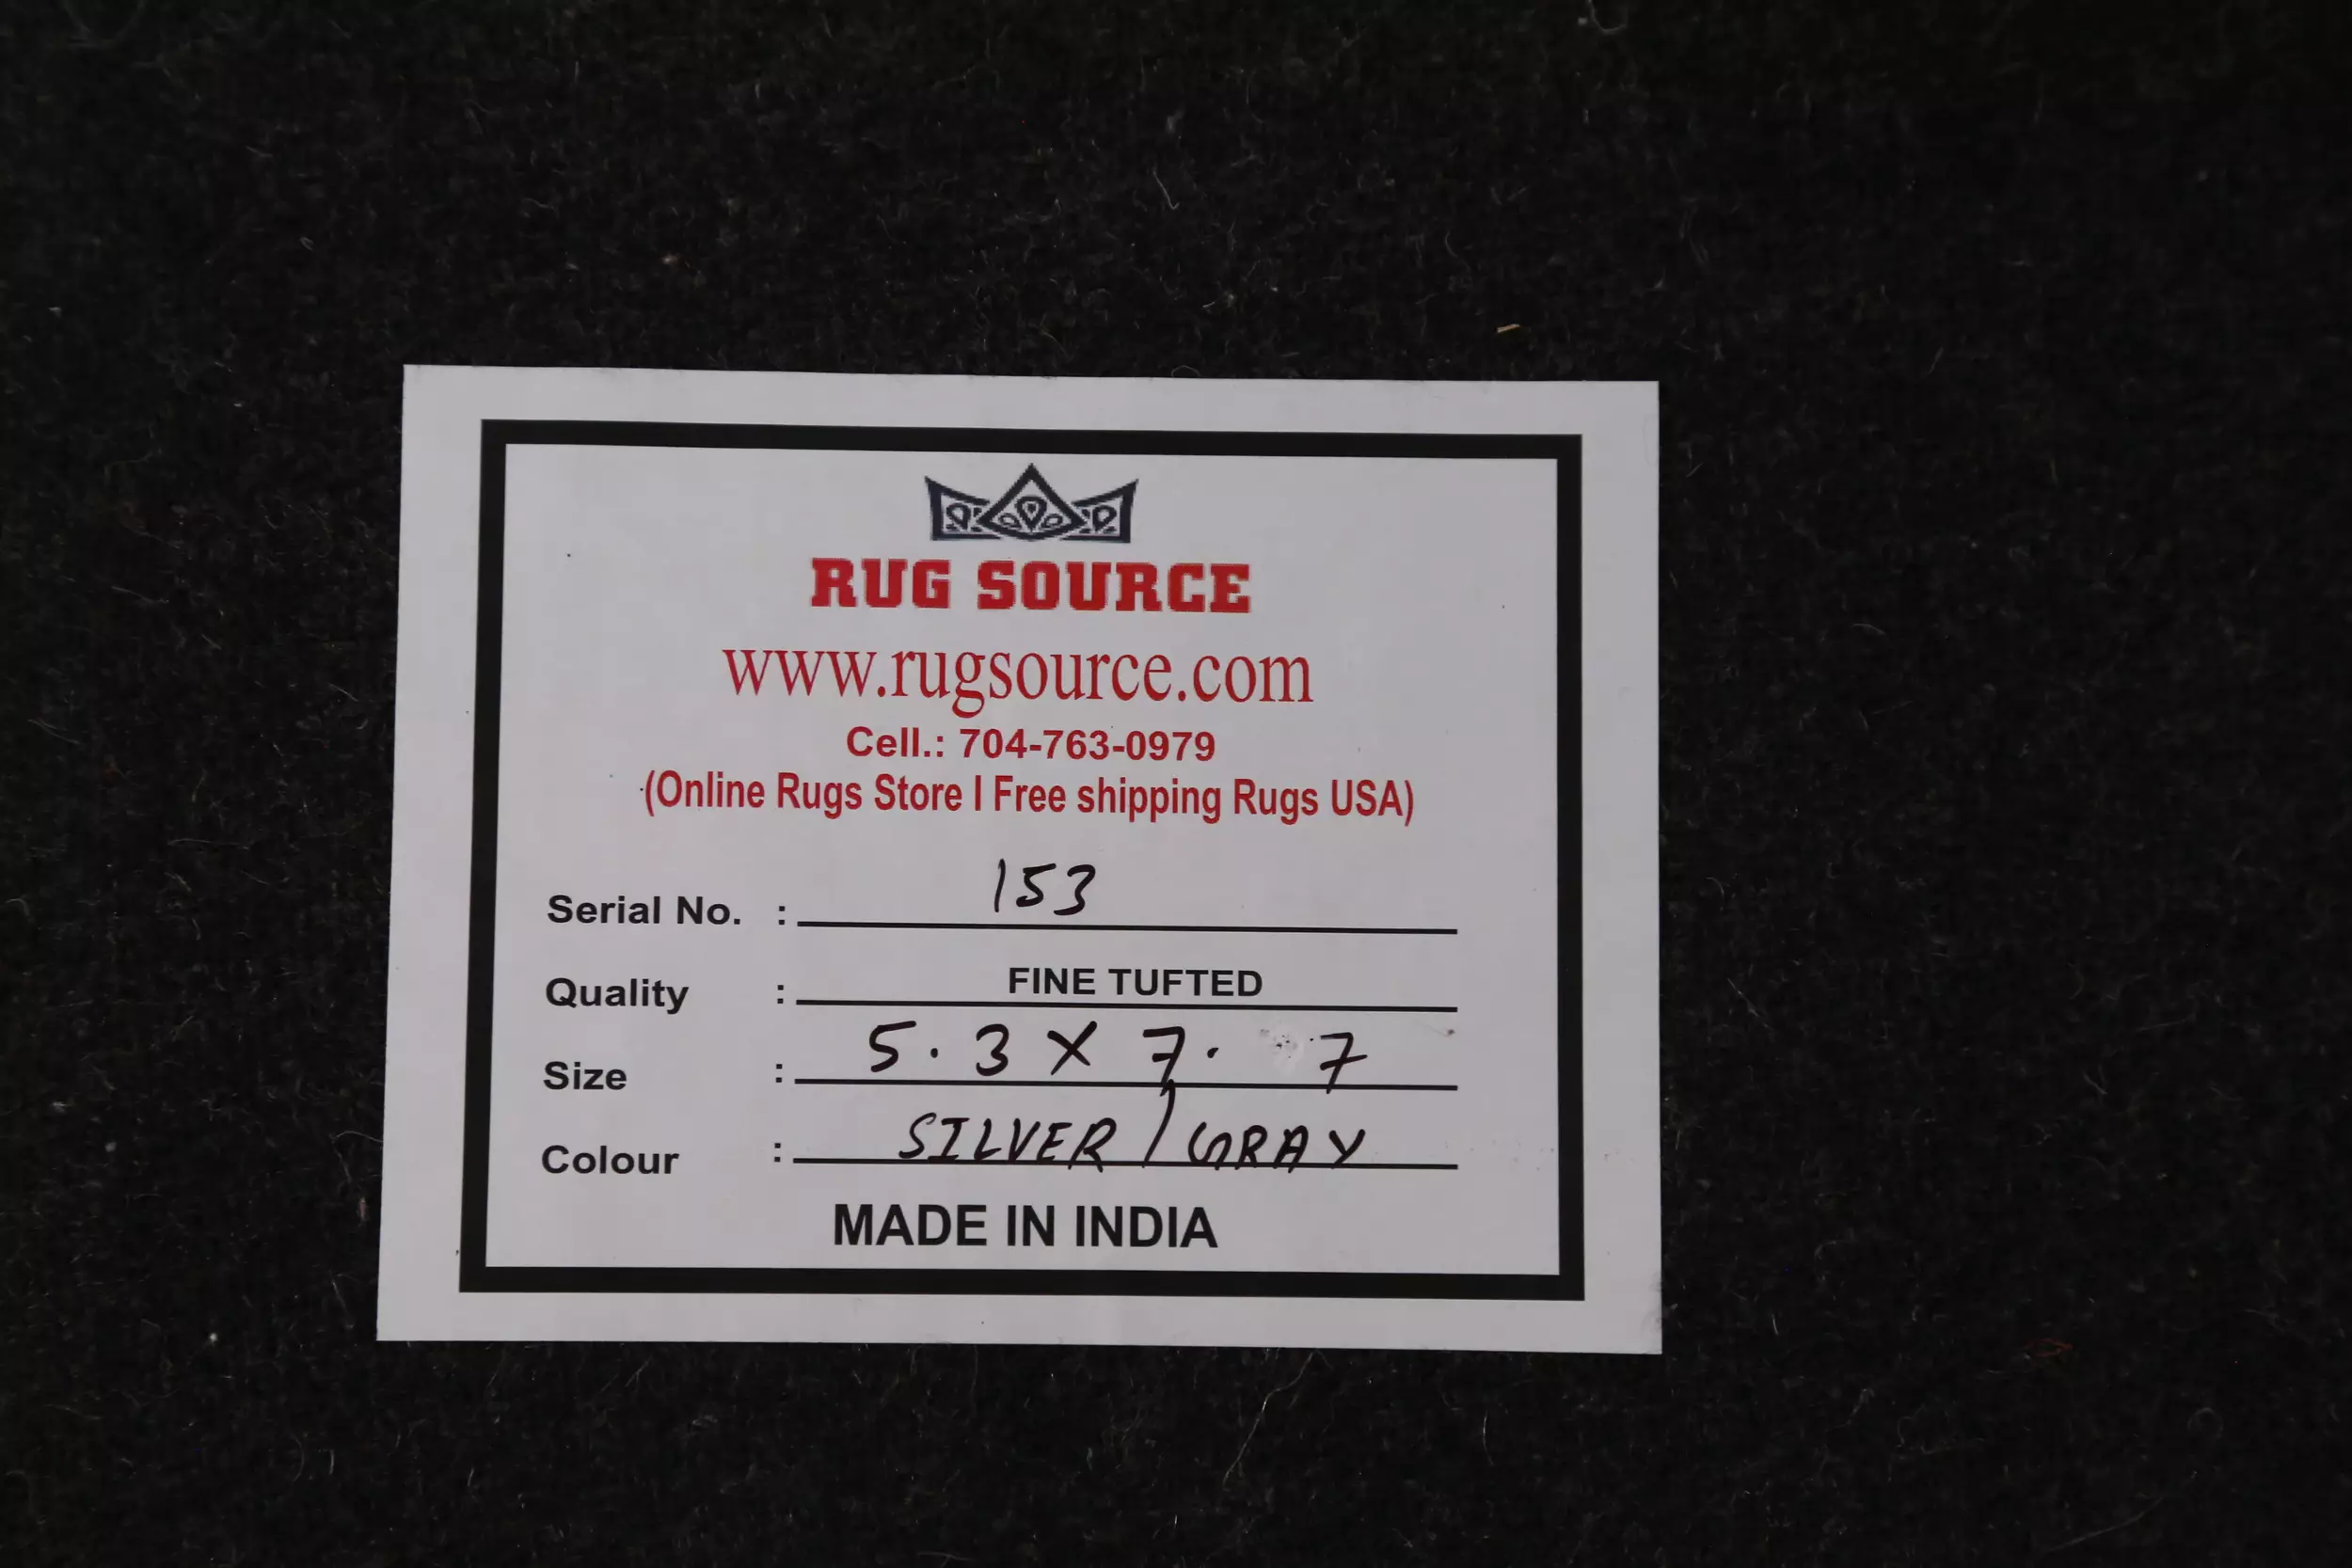 RUG SOURCE
www.rugsource.com
Cell.: 704-763-0979
(Online Rugs Store I Free shipping Rugs USA)
Serial No. : 153
Quality : FINE TUFTED
Size : 5.3 X 7. 7
Colour : SILVER / GRAY
MADE IN INDIA